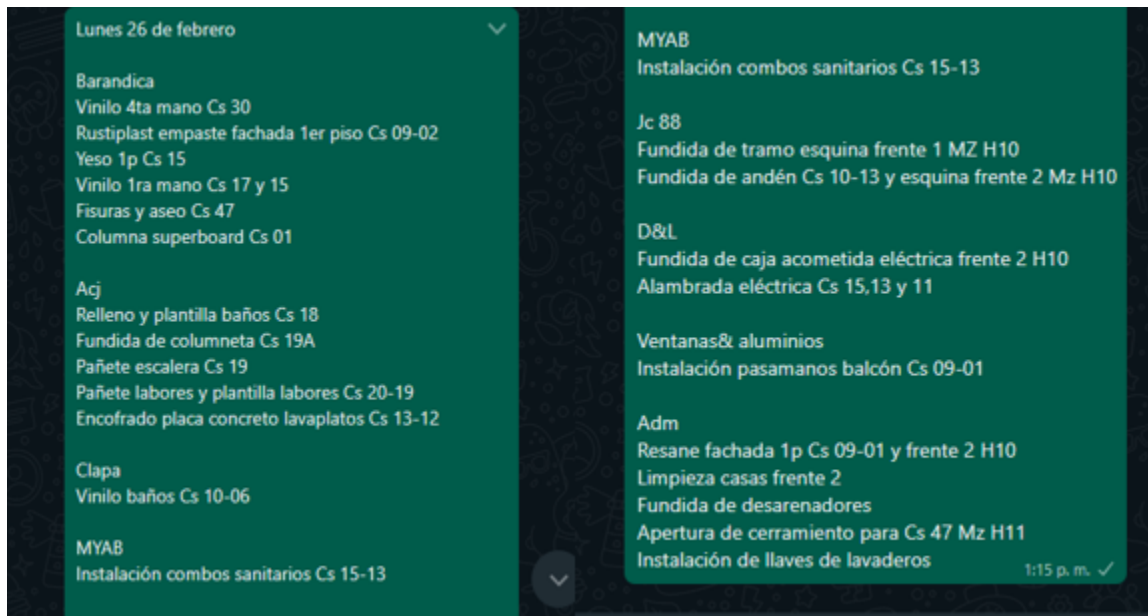 Lunes 26 de febrero
Barandica
Vinilo 4ta mano Cs 30
Rustiplast empaste fachada 1er piso Cs 09-02
Yeso 1p Cs 15
Vinilo 1ra mano Cs 17 y 15
Fisuras y aseo Cs 47
Columna superboard Cs 01
Acj
Relleno y plantilla baños Cs 18
Fundida de columneta Cs 19A
Pañete escalera Cs 19
Pañete labores y plantilla labores Cs 20-19
Encofrado placa concreto lavaplatos Cs 13-12
Clapa
Vinilo baños Cs 10-06
MYAB
Instalación combos sanitarios Cs 15-13
MYAB
Instalación combos sanitarios Cs 15-13
Jc 88
Fundida de tramo esquina frente 1 MZ H10
Fundida de andén Cs 10-13 y esquina frente 2 Mz H10
D&L
Fundida de caja acometida eléctrica frente 2 H10
Alambrada eléctrica Cs 15,13 y 11
Ventanas& aluminios
Instalación pasamanos balcón Cs 09-01
Adm
Resane fachada 1p Cs 09-01 y frente 2 H10
Limpieza casas frente 2
Fundida de desarenadores
Apertura de cerramiento para Cs 47 Mz H11
Instalación de llaves de lavaderos
1:15 p. m.